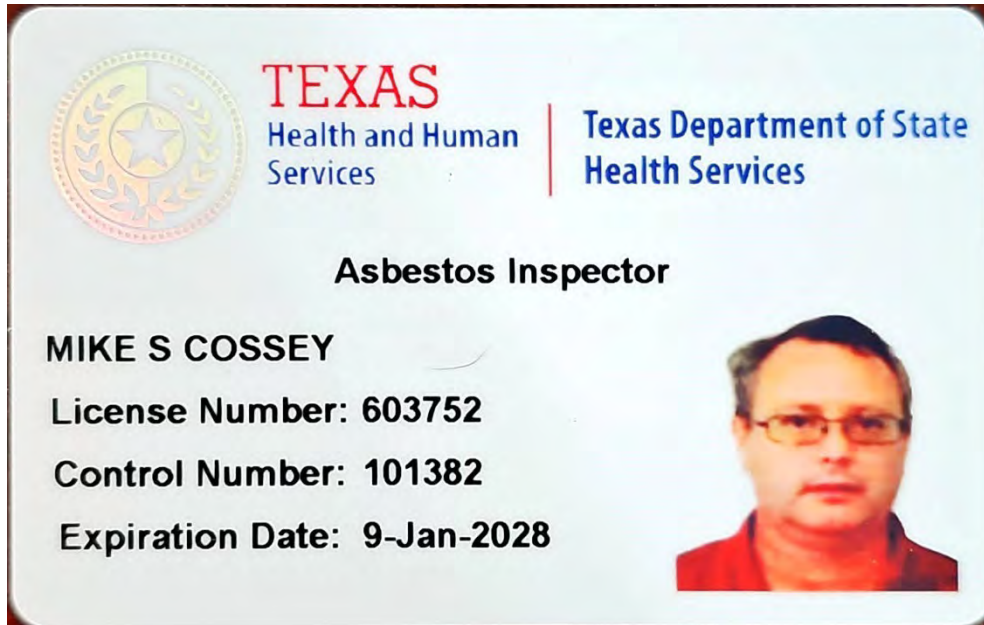 TEXAS
Health and Human
Services
Texas Department of State
Health Services
Asbestos Inspector
MIKE S COSSEY
License Number: 603752
Control Number: 101382
Expiration Date: 9-Jan-2028